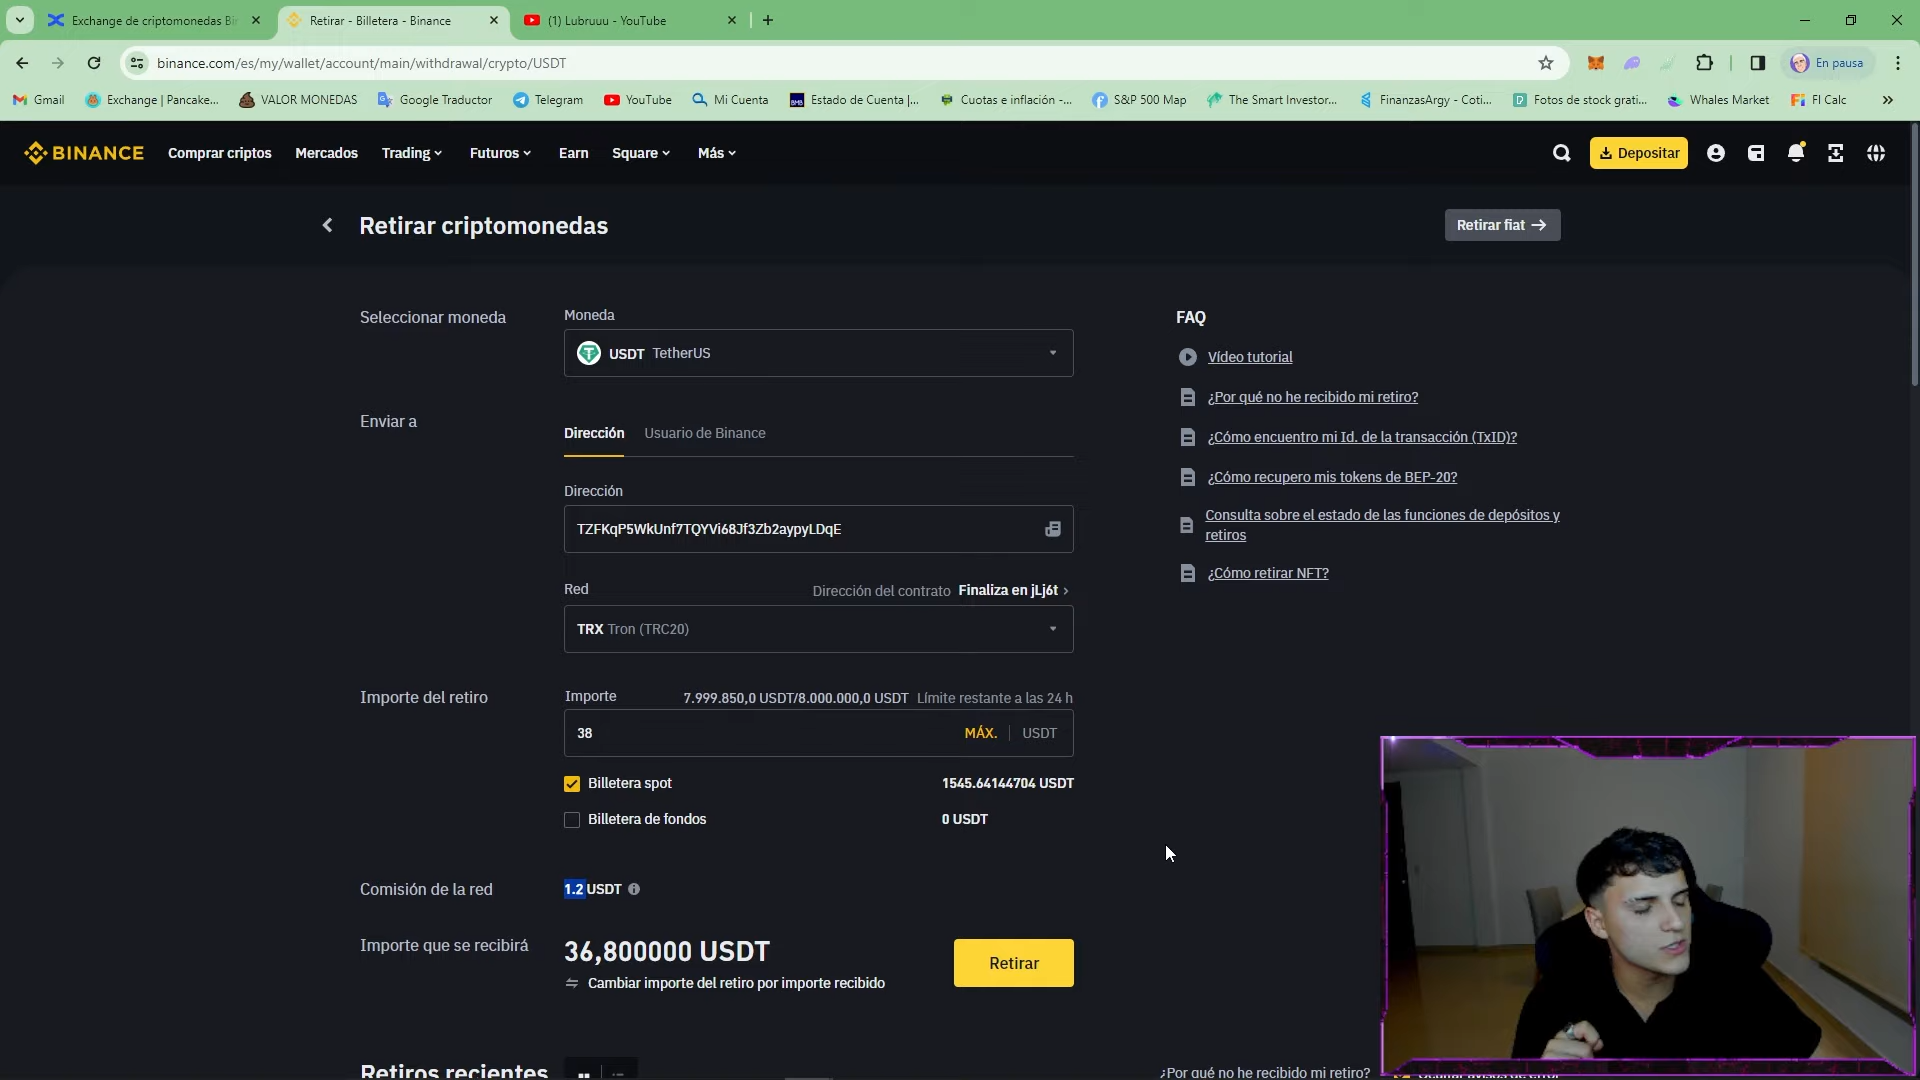 Exchange de criptomonedas Bi
Retirar - Billetera - Binance
(1) Lubruuu - YouTube
binance.com/es/my/wallet/account/main/withdrawal/crypto/USDT
En pausa
Gmail
Exchange | Pancake...
VALOR MONEDAS
Google Traductor
Telegram
YouTube
Mi Cuenta
Estado de Cuenta |...
Cuotas e inflación -...
S&P 500 Map
The Smart Investor...
FinanzasArgy - Coti...
Fotos de stock grati...
Whales Market
FI Calc
BINANCE
Comprar criptos
Mercados
Trading
Futuros
Earn
Square
Más
Depositar
Retirar criptomonedas
Retirar fiat
Seleccionar moneda
Moneda
USDT TetherUS
Enviar a
Dirección
Usuario de Binance
Dirección
TZFKqP5WkUnf7TQYVi68Jf3Zb2aypyLDqE
Red
Dirección del contrato Finaliza en jLj6t
TRX Tron (TRC20)
Importe del retiro
Importe
7.999.850,0 USDT/8.000.000,0 USDT Límite restante a las 24 h
38
MÁX.
USDT
Billetera spot
1545.64144704 USDT
Billetera de fondos
0 USDT
Comisión de la red
1.2 USDT
Importe que se recibirá
36,800000 USDT
Cambiar importe del retiro por importe recibido
Retirar
FAQ
Vídeo tutorial
¿Por qué no he recibido mi retiro?
¿Cómo encuentro mi Id. de la transacción (TxID)?
¿Cómo recupero mis tokens de BEP-20?
Consulta sobre el estado de las funciones de depósitos y
retiros
¿Cómo retirar NFT?
Retiros recientes
¿Por qué no he recibido mi retiro?